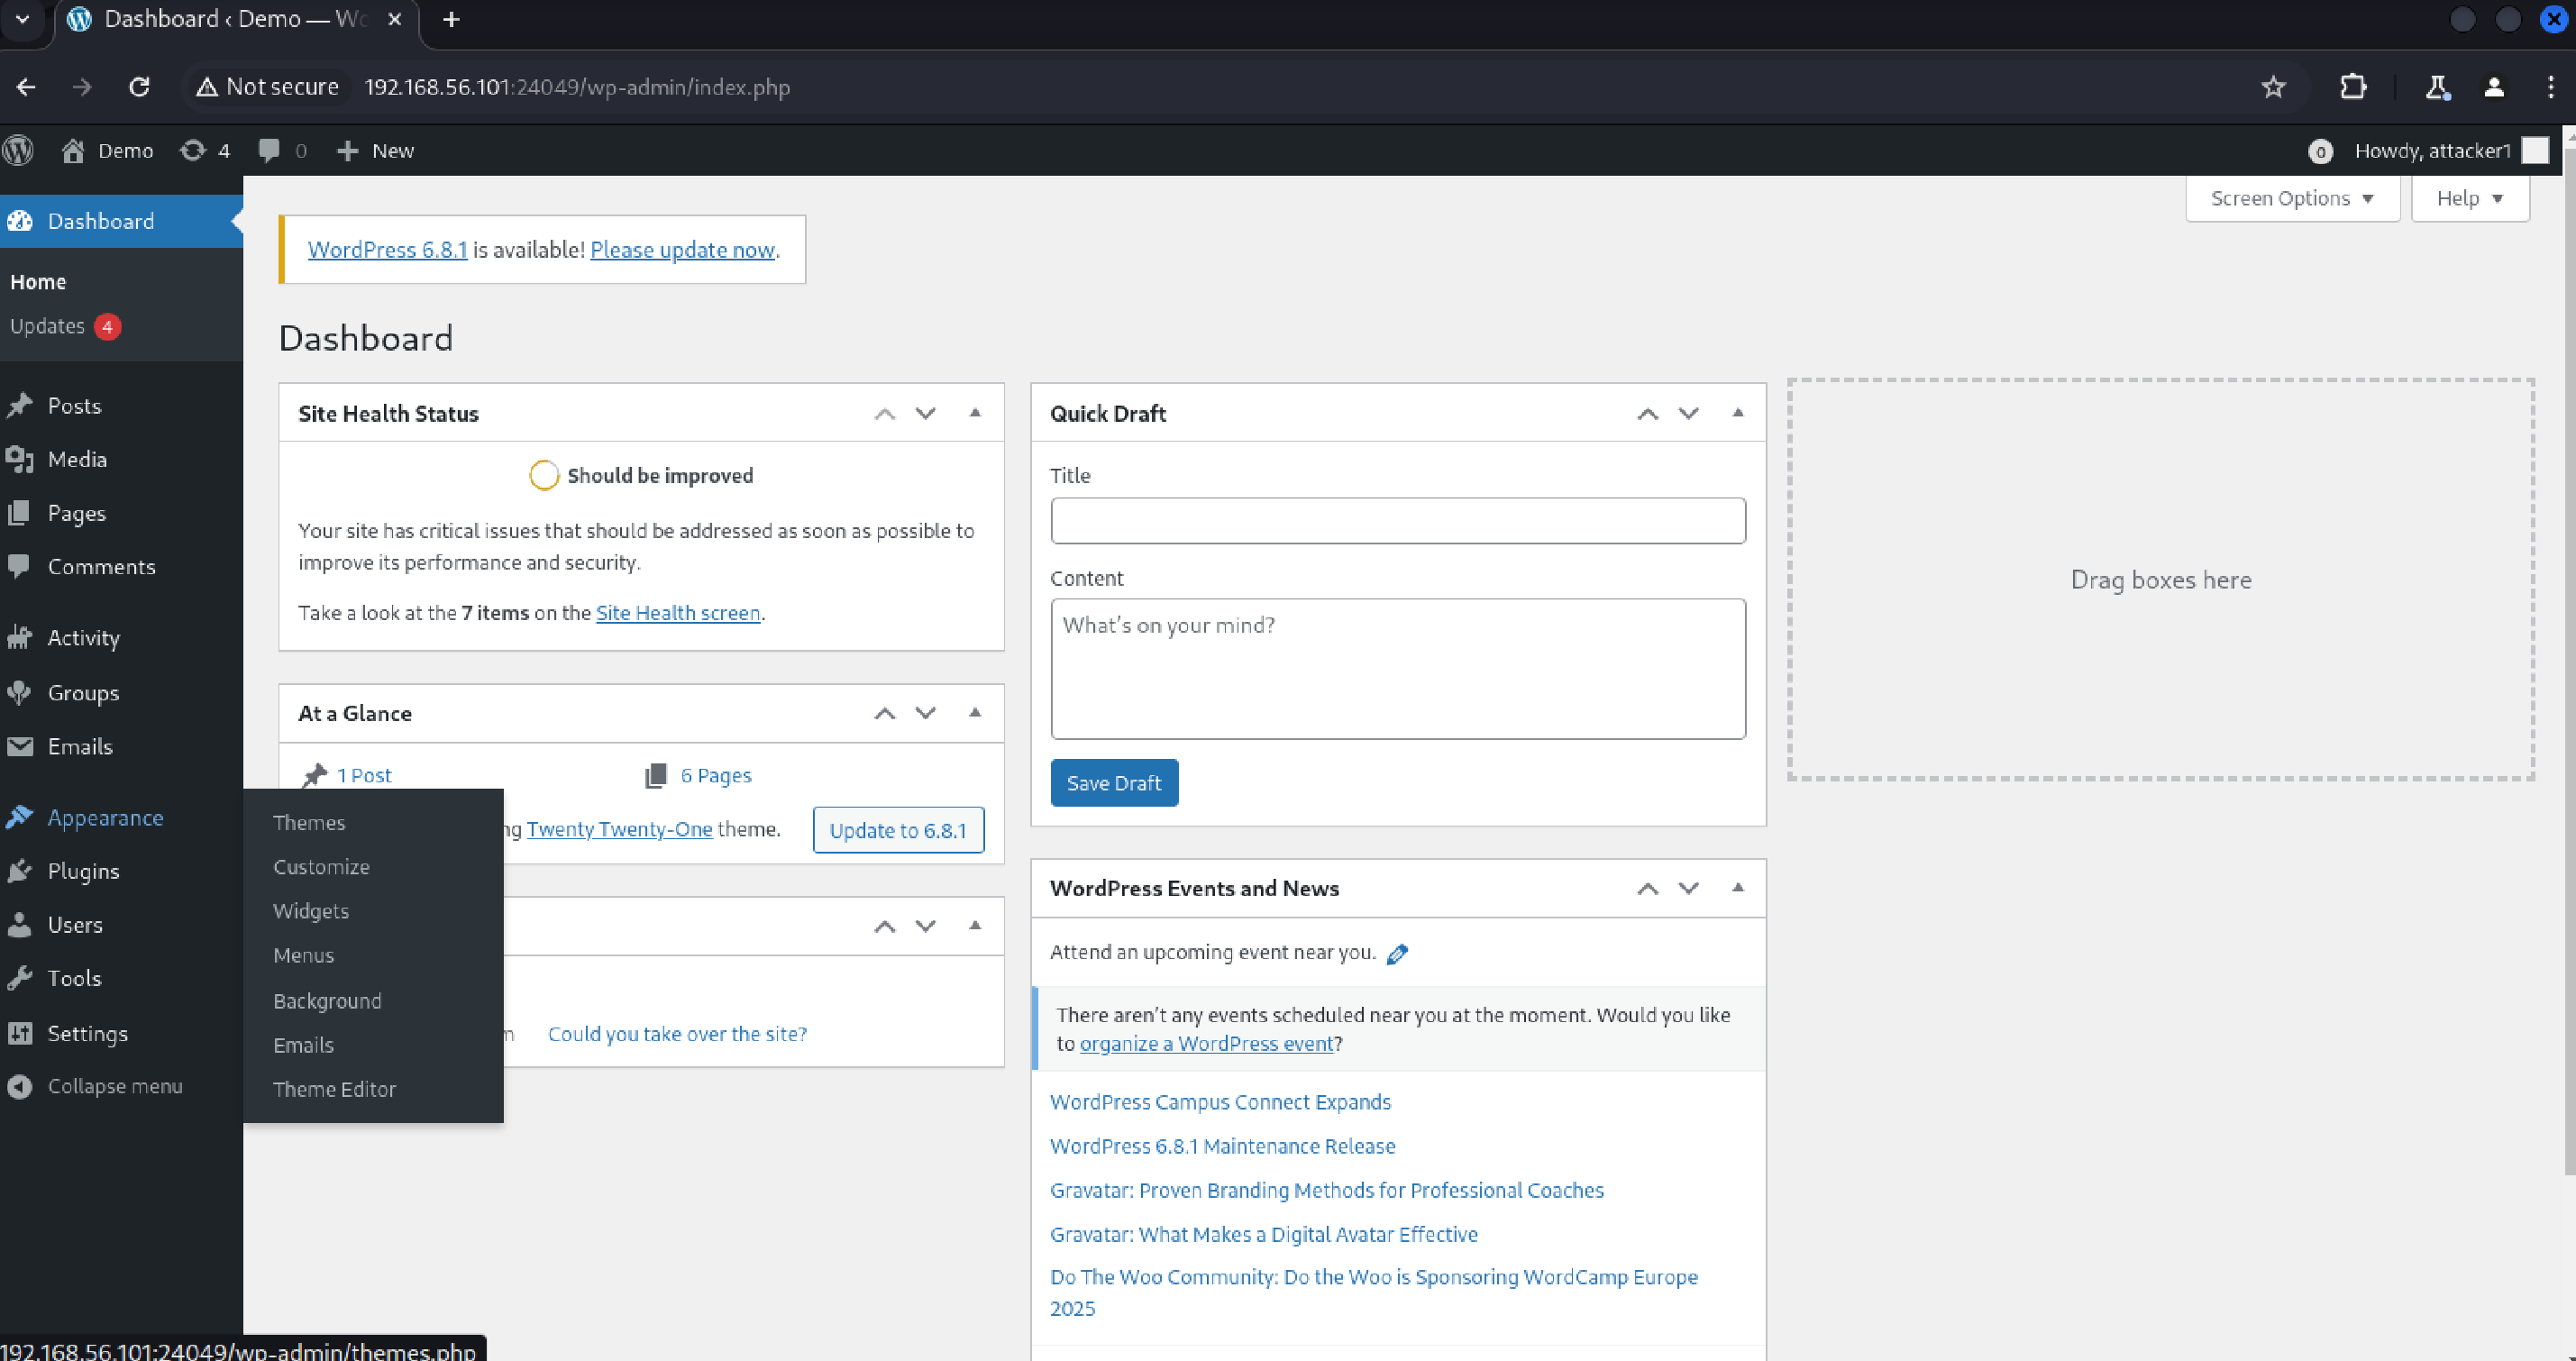 Dashboard ‹ Demo — Wo
Not secure 192.168.56.101:24049/wp-admin/index.php
Demo 4 0 New 0 Howdy, attacker1
Screen Options Help
Dashboard
Home
Updates 4
Posts
Media
Pages
Comments
Activity
Groups
Emails
Appearance
Plugins
Users
Tools
Settings
Collapse menu
Themes
Customize
Widgets
Menus
Background
Emails
Theme Editor
WordPress 6.8.1 is available! Please update now.
Dashboard
Site Health Status
Should be improved
Your site has critical issues that should be addressed as soon as possible to
improve its performance and security.
Take a look at the 7 items on the Site Health screen.
At a Glance
1 Post 6 Pages
ng Twenty Twenty-One theme. Update to 6.8.1
Could you take over the site?
Quick Draft
Title
Content
What's on your mind?
Save Draft
WordPress Events and News
Attend an upcoming event near you.
There aren't any events scheduled near you at the moment. Would you like
to organize a WordPress event?
WordPress Campus Connect Expands
WordPress 6.8.1 Maintenance Release
Gravatar: Proven Branding Methods for Professional Coaches
Gravatar: What Makes a Digital Avatar Effective
Do The Woo Community: Do the Woo is Sponsoring WordCamp Europe
2025
Drag boxes here
192.168.56.101:24049/wp-admin/themes.php